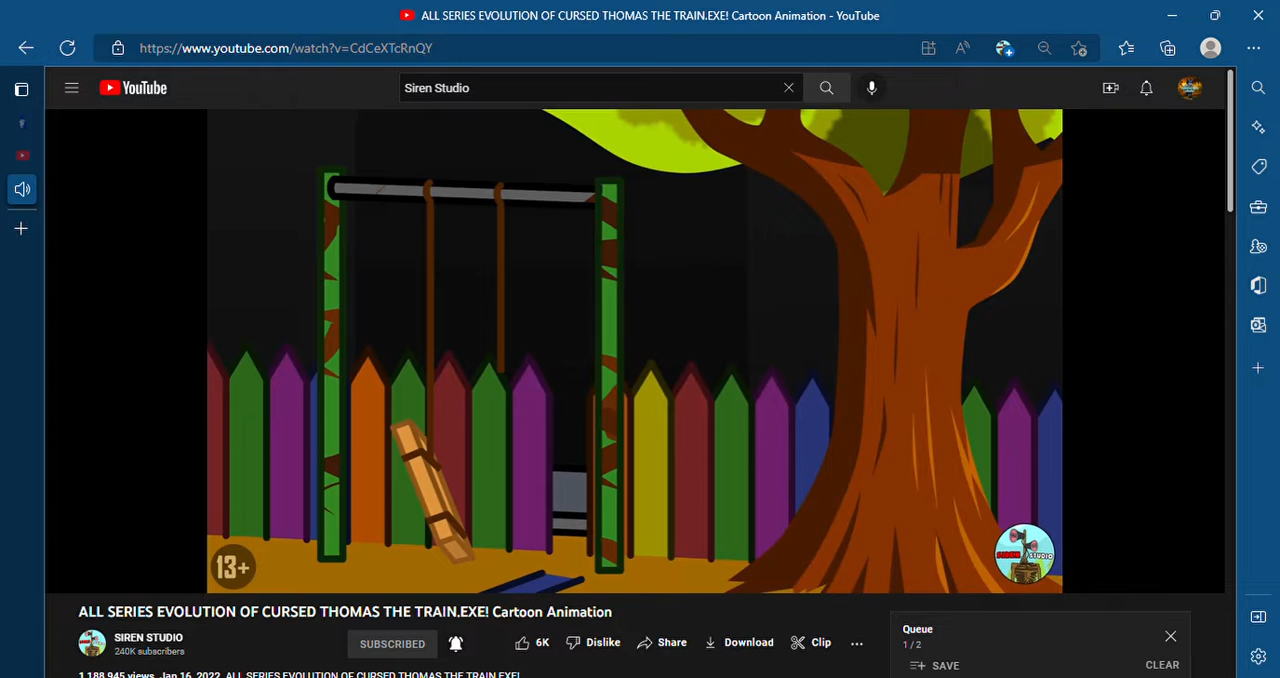 ALL SERIES EVOLUTION OF CURSED THOMAS THE TRAIN.EXE! Cartoon Animation - YouTube
https://www.youtube.com/watch?v=CdCeXTcRnQY
YouTube
Siren Studio
13+
SIREN STUDIO
ALL SERIES EVOLUTION OF CURSED THOMAS THE TRAIN.EXE! Cartoon Animation
SIREN STUDIO
240K subscribers
SUBSCRIBED
6K
Dislike
Share
Download
Clip
Queue
1 / 2
SAVE
CLEAR
1,188,945 views Jan 16, 2022 ALL SERIES EVOLUTION OF CURSED THOMAS THE TRAIN.EXE!